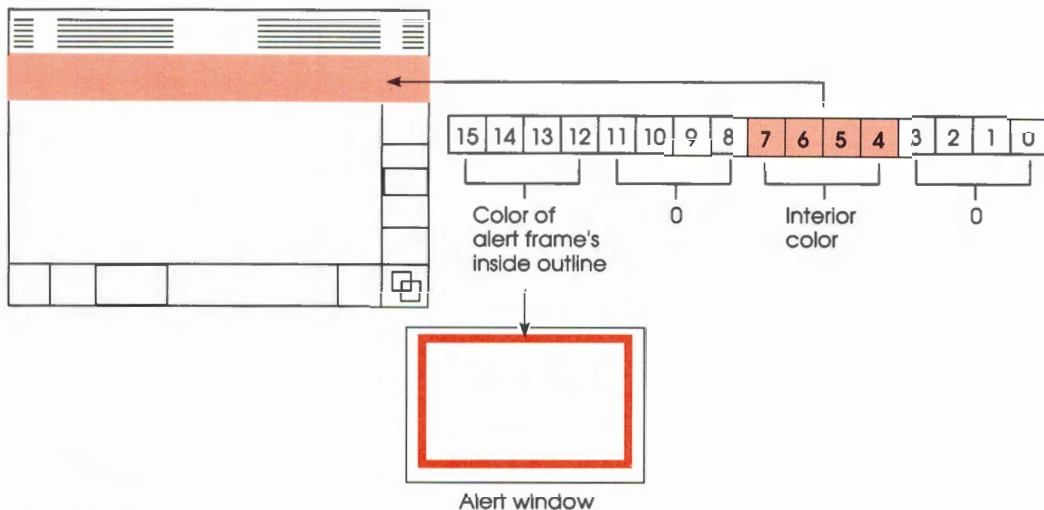 15 14 13 12 11 10 9 8 7 6 5 4 3 2 1 0
Color of
alert frame's
inside outline
0
Interior
color
0
Alert window